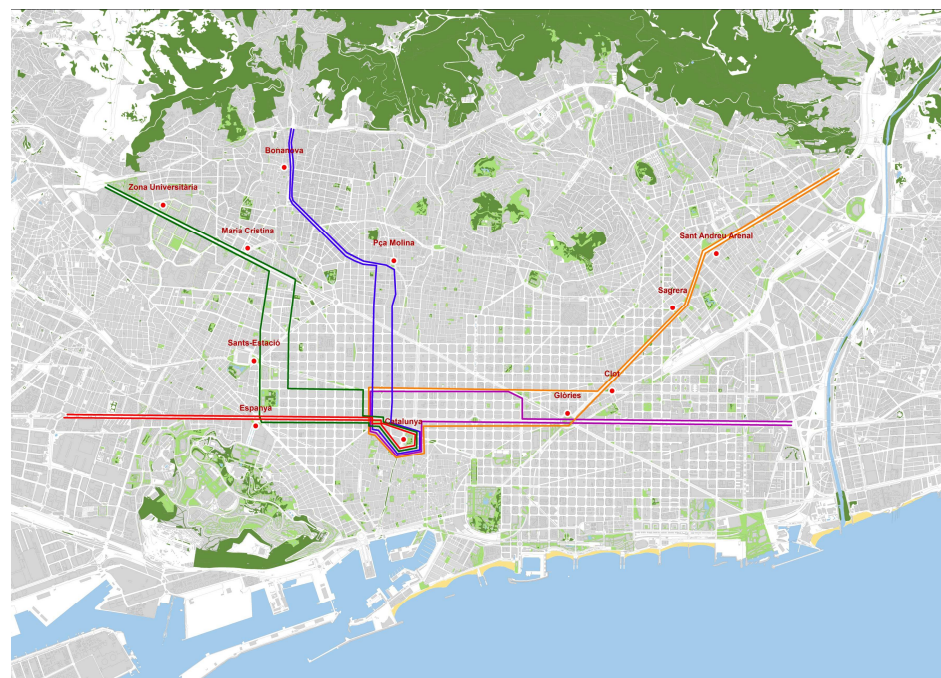 Bonanova
Zona Universitària
Maria Cristina
Pça Molina
Sant Andreu Arenal
Sagrera
Sants-Estació
Clot
Glòries
Espanya
Catalunya